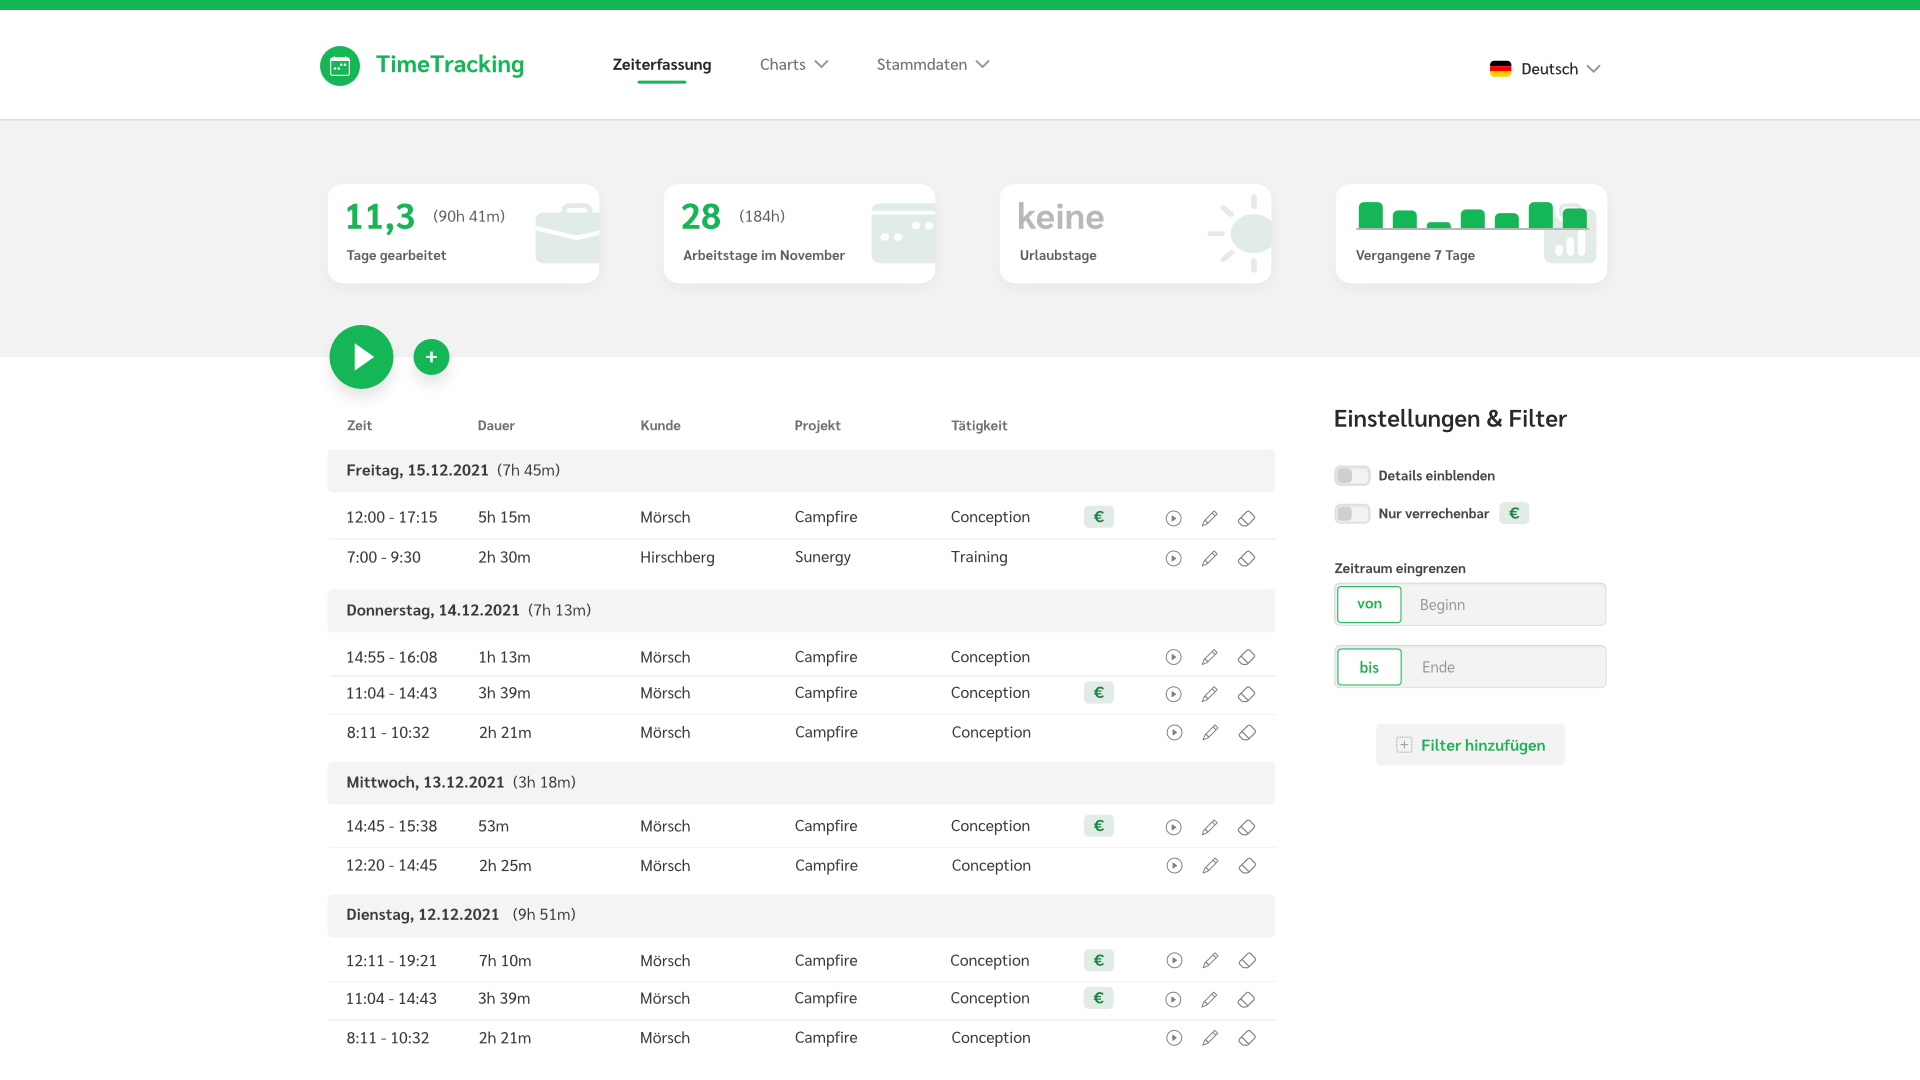 TimeTracking Zeiterfassung Charts Stammdaten Deutsch
11,3 (90h 41m)
Tage gearbeitet
28 (184h)
Arbeitstage im November
keine
Urlaubstage
Vergangene 7 Tage
+
Zeit Dauer Kunde Projekt Tätigkeit
Freitag, 15.12.2021 (7h 45m)
12:00 - 17:15 5h 15m Mörsch Campfire Conception €
7:00 - 9:30 2h 30m Hirschberg Sunergy Training
Donnerstag, 14.12.2021 (7h 13m)
14:55 - 16:08 1h 13m Mörsch Campfire Conception
11:04 - 14:43 3h 39m Mörsch Campfire Conception €
8:11 - 10:32 2h 21m Mörsch Campfire Conception
Mittwoch, 13.12.2021 (3h 18m)
14:45 - 15:38 53m Mörsch Campfire Conception €
12:20 - 14:45 2h 25m Mörsch Campfire Conception
Dienstag, 12.12.2021 (9h 51m)
12:11 - 19:21 7h 10m Mörsch Campfire Conception €
11:04 - 14:43 3h 39m Mörsch Campfire Conception €
8:11 - 10:32 2h 21m Mörsch Campfire Conception
Einstellungen & Filter
Details einblenden
Nur verrechenbar €
Zeitraum eingrenzen
von Beginn
bis Ende
+ Filter hinzufügen